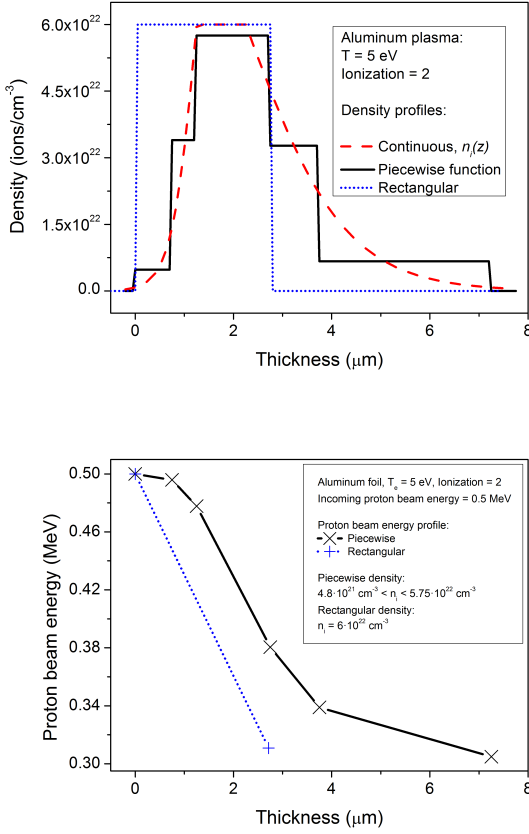 6.0x10²²
4.5x10²²
3.0x10²²
1.5x10²²
0.0
Density (ions/cm⁻³)
Aluminum plasma:
T = 5 eV
Ionization = 2
Density profiles:
Continuous, nᵢ(z)
Piecewise function
Rectangular
0 2 4 6 8
Thickness (μm)
0.50
0.46
0.42
0.38
0.34
0.30
Proton beam energy (MeV)
Aluminum foil, Tₑ = 5 eV, Ionization = 2
Incoming proton beam energy = 0.5 MeV
Proton beam energy profile:
Piecewise
Rectangular
Piecewise density:
4.8·10²¹ cm⁻³ < nᵢ < 5.75·10²² cm⁻³
Rectangular density:
nᵢ = 6·10²² cm⁻³
0 2 4 6 8
Thickness (μm)